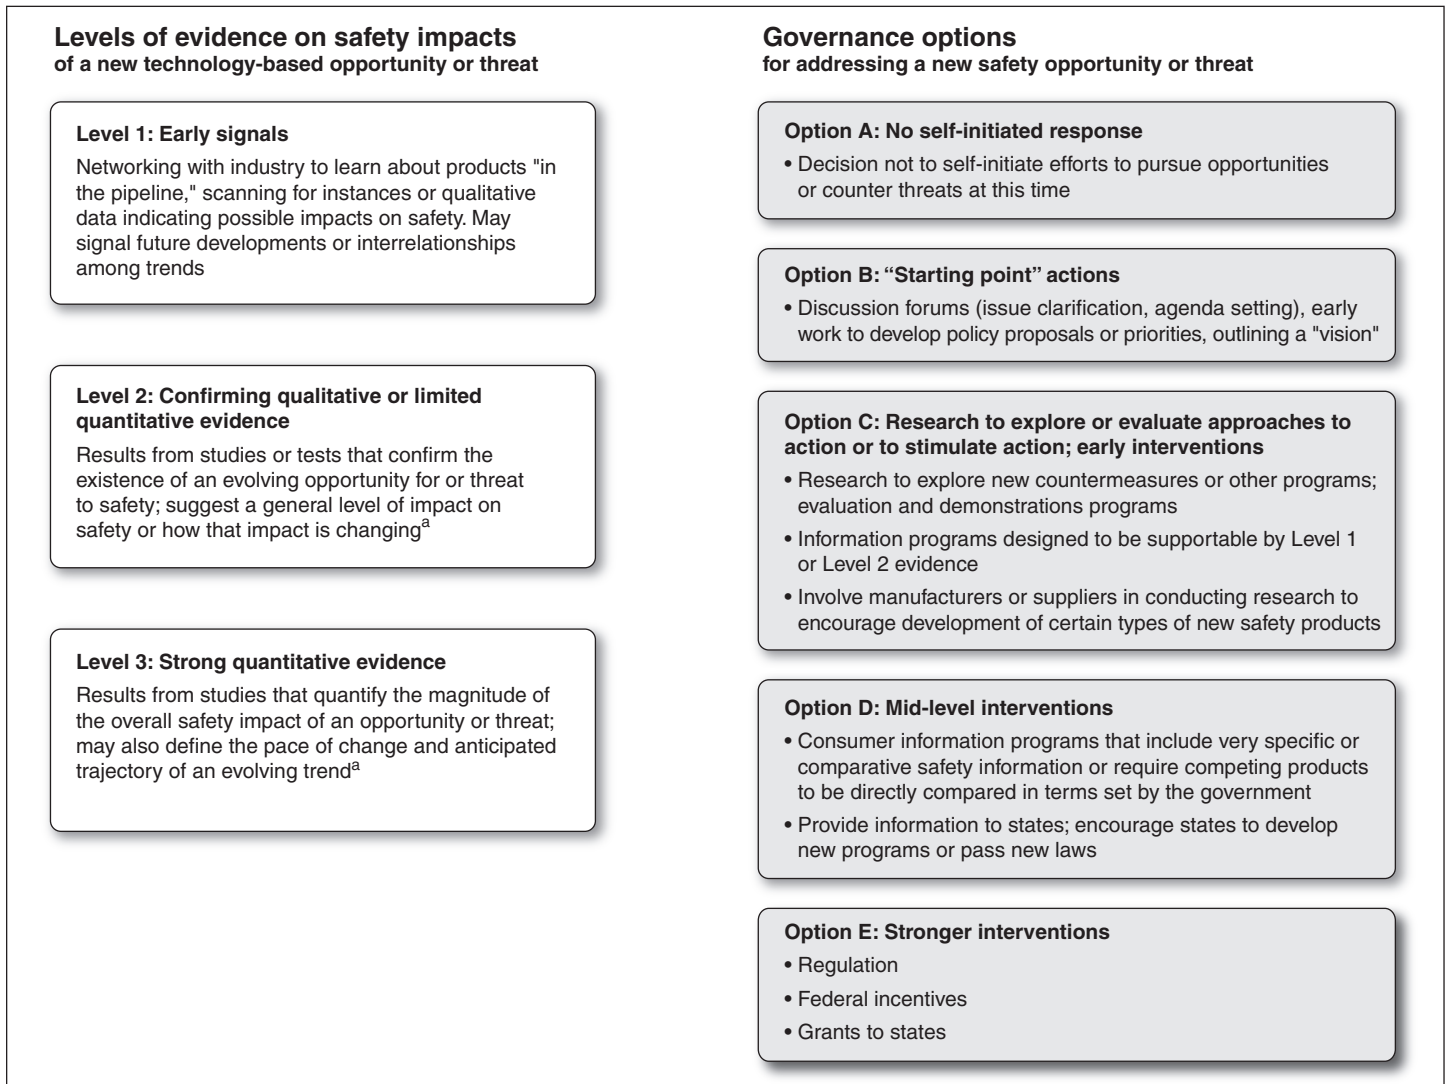 Levels of evidence on safety impacts
of a new technology-based opportunity or threat
Level 1: Early signals
Networking with industry to learn about products "in
the pipeline," scanning for instances or qualitative
data indicating possible impacts on safety. May
signal future developments or interrelationships
among trends
Level 2: Confirming qualitative or limited
quantitative evidence
Results from studies or tests that confirm the
existence of an evolving opportunity for or threat
to safety; suggest a general level of impact on
safety or how that impact is changingᵃ
Level 3: Strong quantitative evidence
Results from studies that quantify the magnitude of
the overall safety impact of an opportunity or threat;
may also define the pace of change and anticipated
trajectory of an evolving trendᵃ
Governance options
for addressing a new safety opportunity or threat
Option A: No self-initiated response
• Decision not to self-initiate efforts to pursue opportunities
or counter threats at this time
Option B: “Starting point” actions
• Discussion forums (issue clarification, agenda setting), early
work to develop policy proposals or priorities, outlining a "vision"
Option C: Research to explore or evaluate approaches to
action or to stimulate action; early interventions
• Research to explore new countermeasures or other programs;
evaluation and demonstrations programs
• Information programs designed to be supportable by Level 1
or Level 2 evidence
• Involve manufacturers or suppliers in conducting research to
encourage development of certain types of new safety products
Option D: Mid-level interventions
• Consumer information programs that include very specific or
comparative safety information or require competing products
to be directly compared in terms set by the government
• Provide information to states; encourage states to develop
new programs or pass new laws
Option E: Stronger interventions
• Regulation
• Federal incentives
• Grants to states